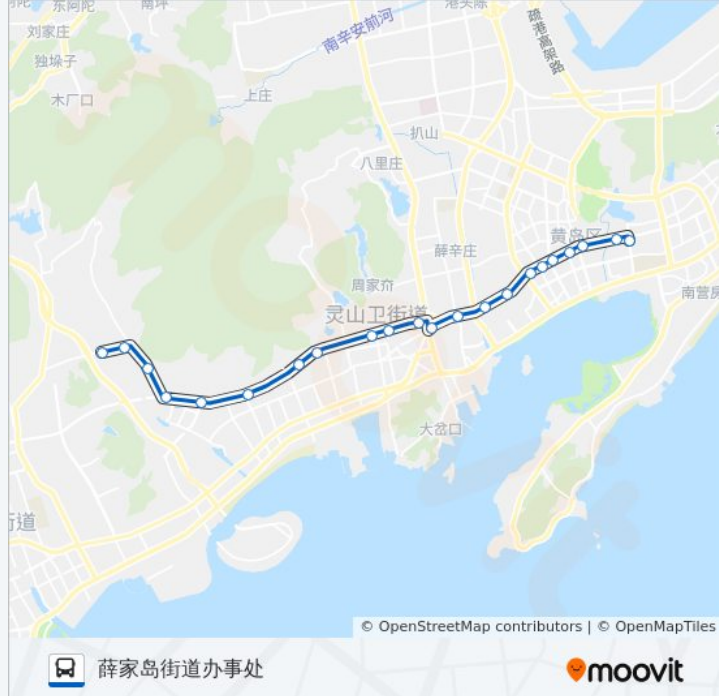 东阿陀
南坪
港头陈
刘家庄
南辛安前河
疏港高架路
独垛子
木厂口
上庄
扒山
八里庄
黄岛区
薛辛庄
周家夼
南营房
灵山卫街道
大岔口
街道
© OpenStreetMap contributors | © OpenMapTiles
薛家岛街道办事处
moovit